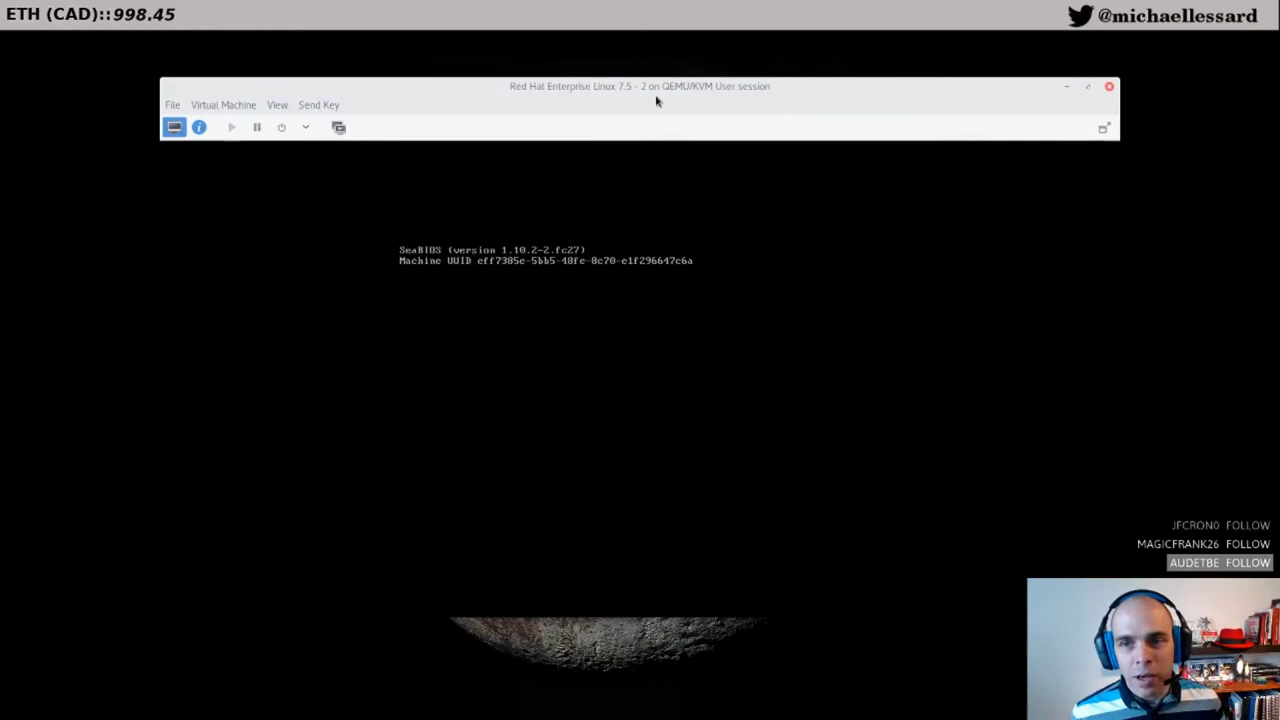 ETH (CAD)::998.45
@michaellessard
Red Hat Enterprise Linux 7.5 - 2 on QEMU/KVM User session
File Virtual Machine View Send Key
SeaBIOS (version 1.10.2-2.fc27)
Machine UUID eff7385e-5bb5-48fe-8c70-e1f296647c6a
JFCRON0 FOLLOW
MAGICFRANK26 FOLLOW
AUDETBE FOLLOW